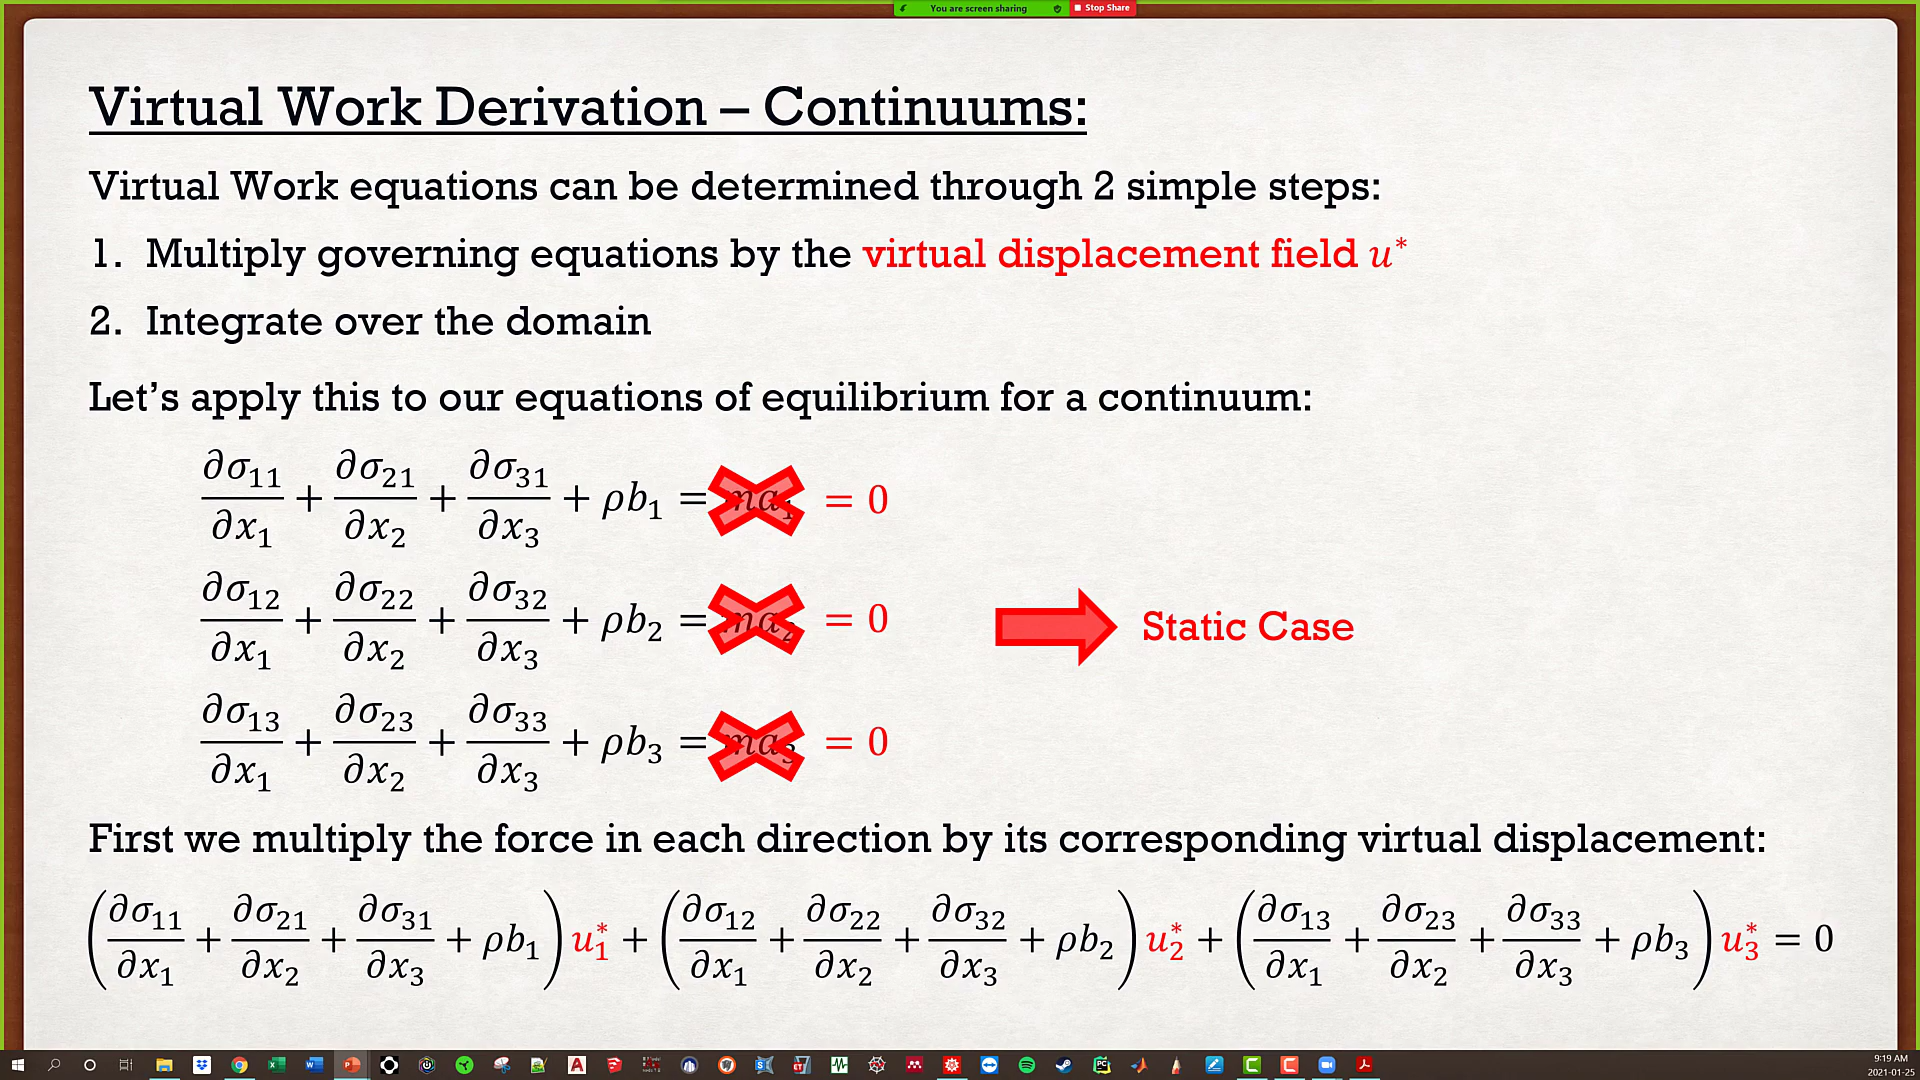 You are screen sharing
Stop Share
Virtual Work Derivation – Continuums:
Virtual Work equations can be determined through 2 simple steps:
1. Multiply governing equations by the virtual displacement field u*
2. Integrate over the domain
Let's apply this to our equations of equilibrium for a continuum:
∂σ₁₁/∂x₁ + ∂σ₂₁/∂x₂ + ∂σ₃₁/∂x₃ + ρb₁ = ma₁ = 0
∂σ₁₂/∂x₁ + ∂σ₂₂/∂x₂ + ∂σ₃₂/∂x₃ + ρb₂ = ma₂ = 0
Static Case
∂σ₁₃/∂x₁ + ∂σ₂₃/∂x₂ + ∂σ₃₃/∂x₃ + ρb₃ = ma₃ = 0
First we multiply the force in each direction by its corresponding virtual displacement:
(∂σ₁₁/∂x₁ + ∂σ₂₁/∂x₂ + ∂σ₃₁/∂x₃ + ρb₁)u₁* + (∂σ₁₂/∂x₁ + ∂σ₂₂/∂x₂ + ∂σ₃₂/∂x₃ + ρb₂)u₂* + (∂σ₁₃/∂x₁ + ∂σ₂₃/∂x₂ + ∂σ₃₃/∂x₃ + ρb₃)u₃* = 0
9:19 AM
2021-01-25